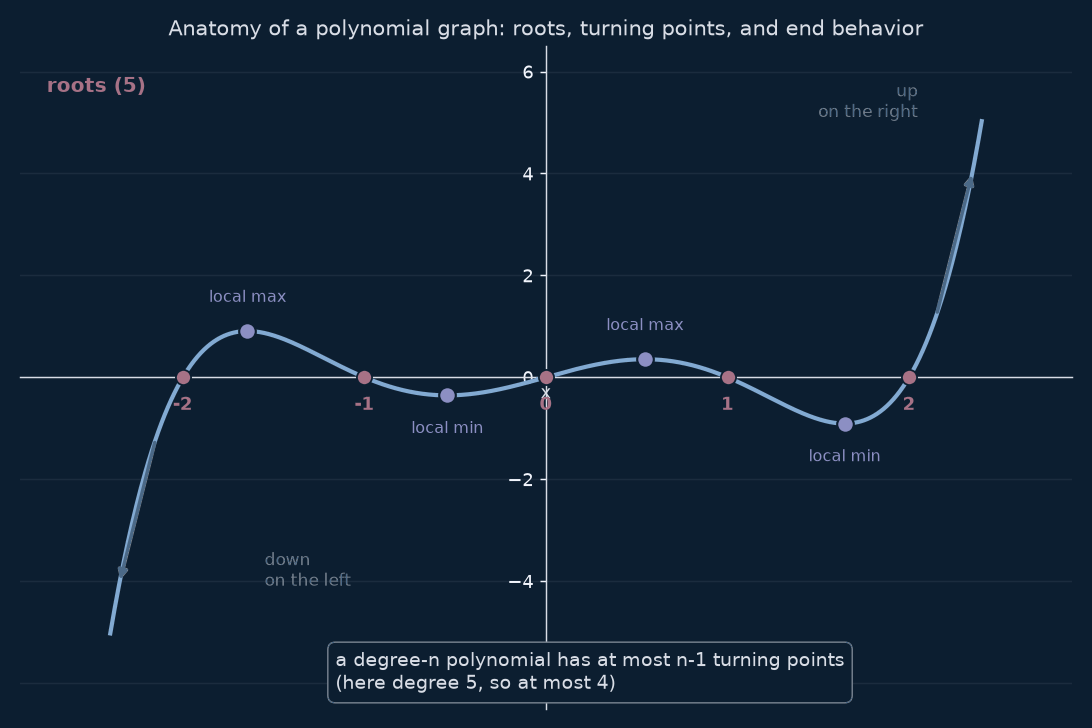 Anatomy of a polynomial graph: roots, turning points, and end behavior
roots (5)
6
up
on the right
4
2
local max
local max
0
x
-2
-1
0
1
2
local min
local min
−2
down
on the left
−4
a degree-n polynomial has at most n-1 turning points
(here degree 5, so at most 4)